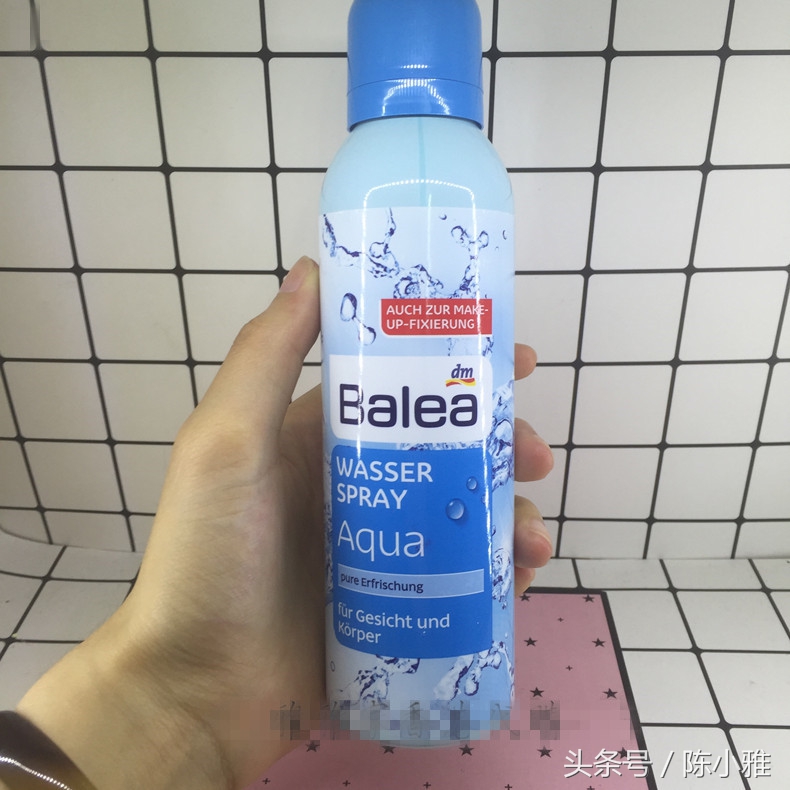 AUCH ZUR MAKE-
UP-FIXIERUNG
dm
Balea
WASSER
SPRAY
Aqua
pure Erfrischung
für Gesicht und
Körper
头条号 / 陈小雅